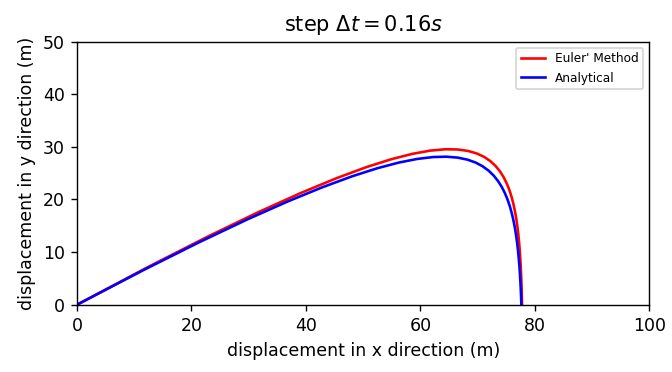 step Δt = 0.16s
50
40
30
20
10
0
displacement in y direction (m)
Euler' Method
Analytical
0 20 40 60 80 100
displacement in x direction (m)